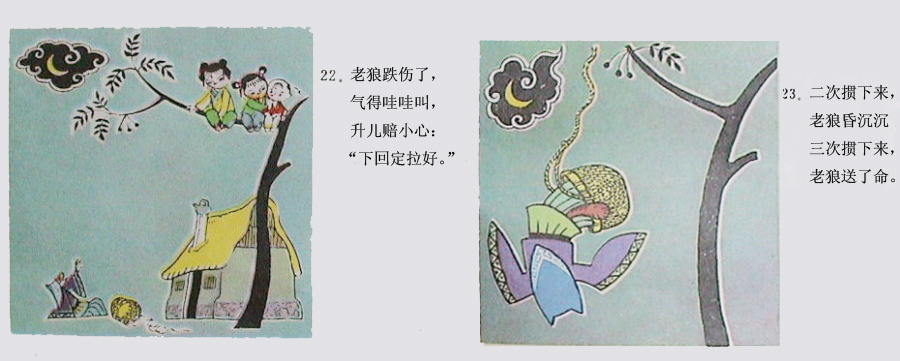 22。老狼跌伤了，
气得哇哇叫，
升儿赔小心：
“下回定拉好。”
23。二次掼下来，
老狼昏沉沉
三次掼下来，
老狼送了命。